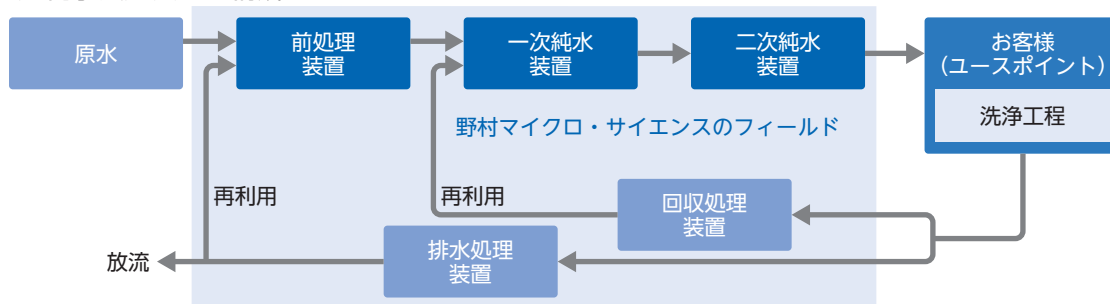 原水
前処理
装置
一次純水
装置
二次純水
装置
お客様
（ユースポイント）
洗浄工程
野村マイクロ・サイエンスのフィールド
再利用
再利用
回収処理
装置
排水処理
装置
放流